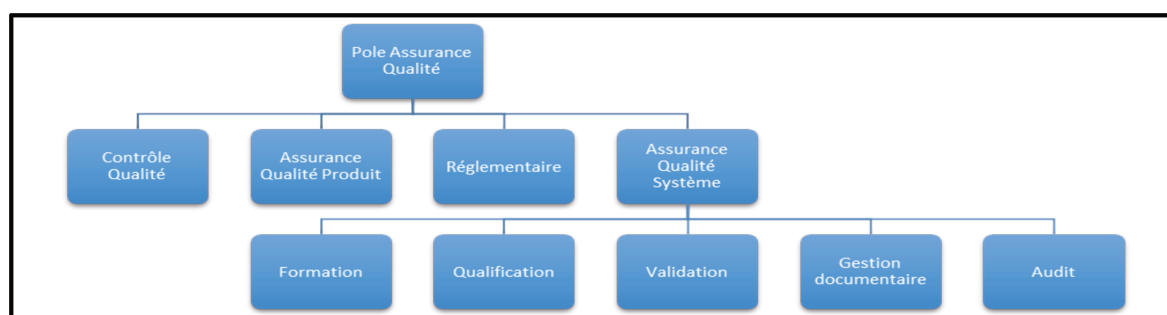 Pole Assurance
Qualité
Contrôle
Qualité
Assurance
Qualité Produit
Réglementaire
Assurance
Qualité
Système
Formation
Qualification
Validation
Gestion
documentaire
Audit